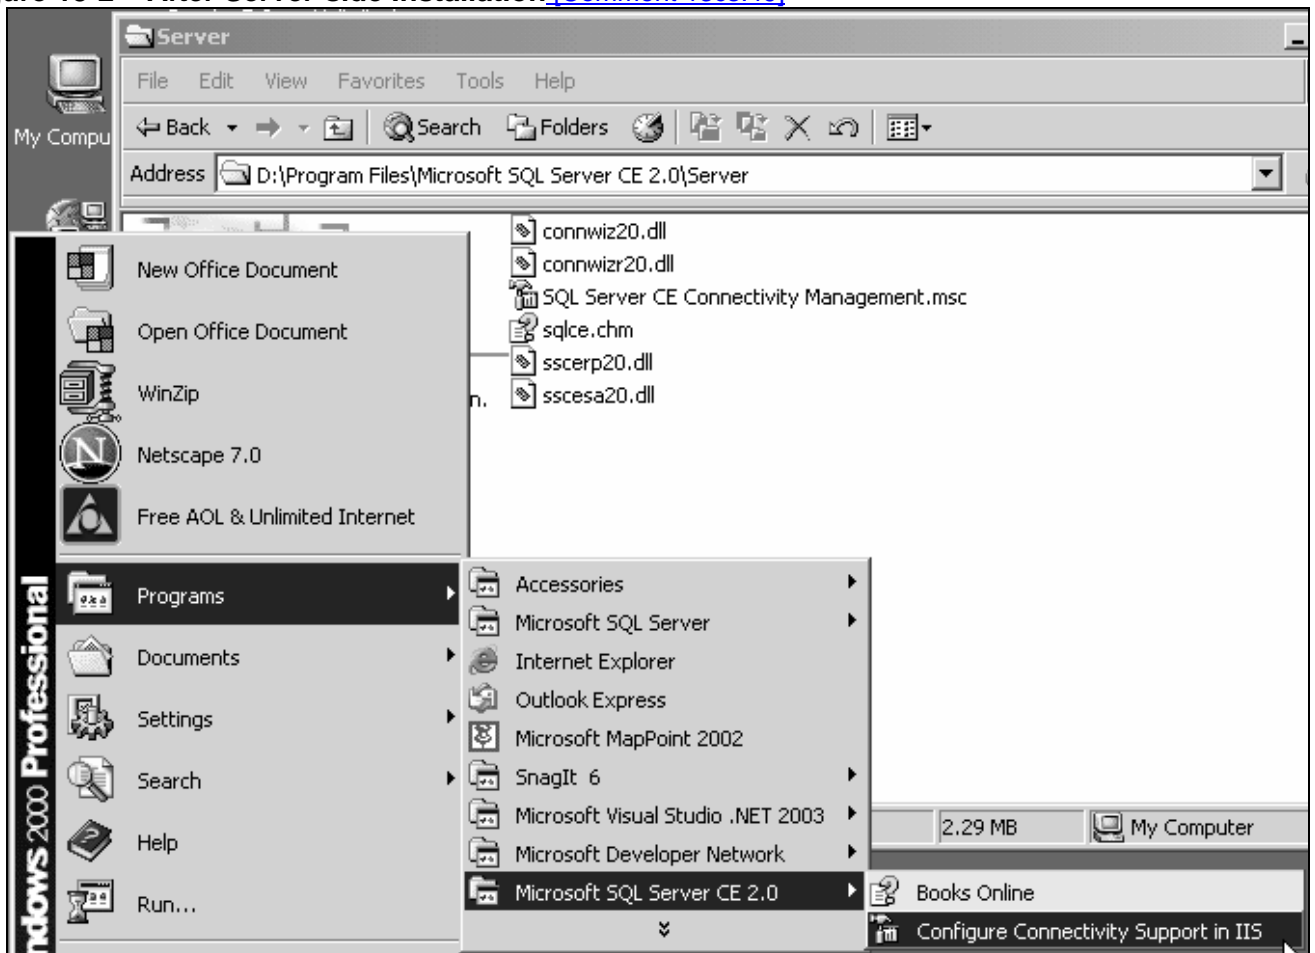 After Server-Side Installation
Server
File Edit View Favorites Tools Help
My Compu
Back Search Folders
Address D:\Program Files\Microsoft SQL Server CE 2.0\Server
connwiz20.dll
connwizr20.dll
SQL Server CE Connectivity Management.msc
sqlce.chm
sscerp20.dll
sscesa20.dll
n.
New Office Document
Open Office Document
WinZip
Netscape 7.0
Free AOL & Unlimited Internet
Programs
Documents
Settings
Search
Help
Run...
ndows 2000 Professional
Accessories
Microsoft SQL Server
Internet Explorer
Outlook Express
Microsoft MapPoint 2002
SnagIt 6
Microsoft Visual Studio .NET 2003
Microsoft Developer Network
Microsoft SQL Server CE 2.0
2.29 MB My Computer
Books Online
Configure Connectivity Support in IIS